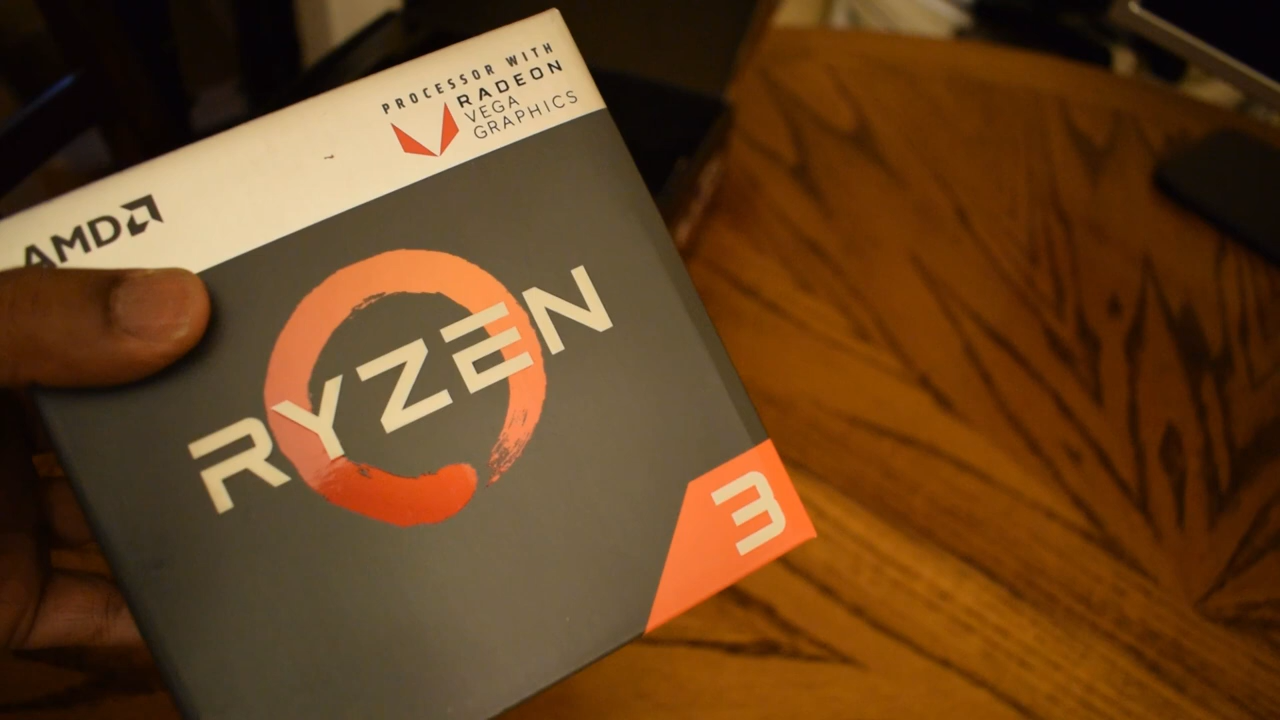 PROCESSOR WITH
RADEON
VEGA
GRAPHICS
AMD
RYZEN
3